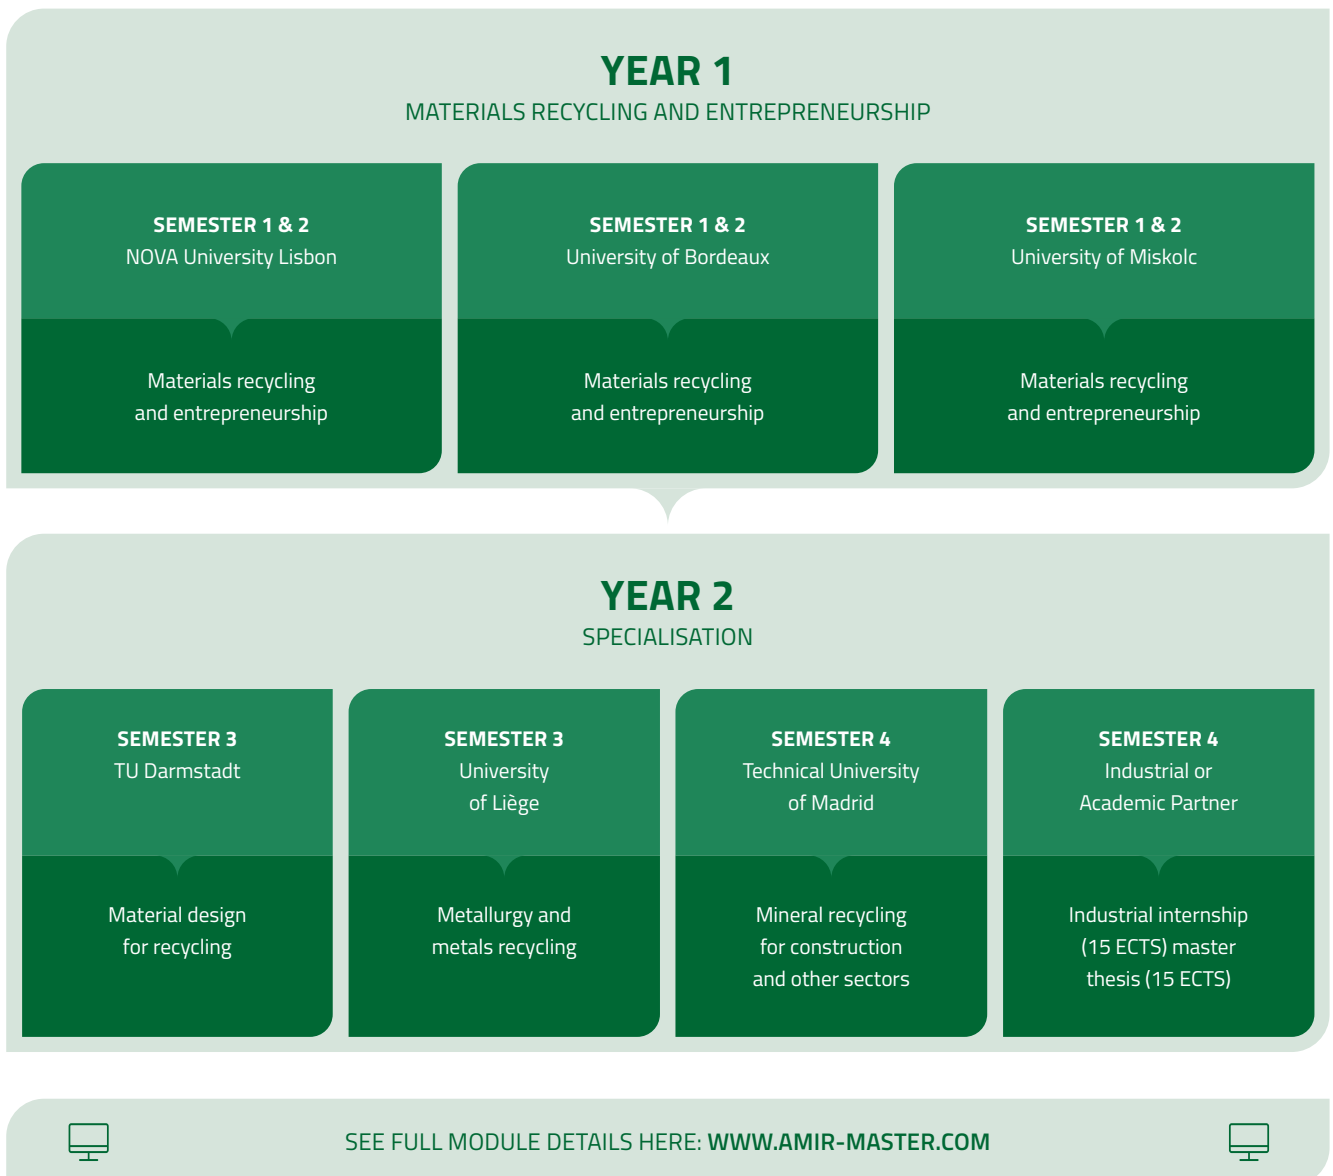 YEAR 1
MATERIALS RECYCLING AND ENTREPRENEURSHIP
SEMESTER 1 & 2
NOVA University Lisbon
Materials recycling
and entrepreneurship
SEMESTER 1 & 2
University of Bordeaux
Materials recycling
and entrepreneurship
SEMESTER 1 & 2
University of Miskolc
Materials recycling
and entrepreneurship
YEAR 2
SPECIALISATION
SEMESTER 3
TU Darmstadt
Material design
for recycling
SEMESTER 3
University
of Liège
Metallurgy and
metals recycling
SEMESTER 4
Technical University
of Madrid
Mineral recycling
for construction
and other sectors
SEMESTER 4
Industrial or
Academic Partner
Industrial internship
(15 ECTS) master
thesis (15 ECTS)
SEE FULL MODULE DETAILS HERE: WWW.AMIR-MASTER.COM